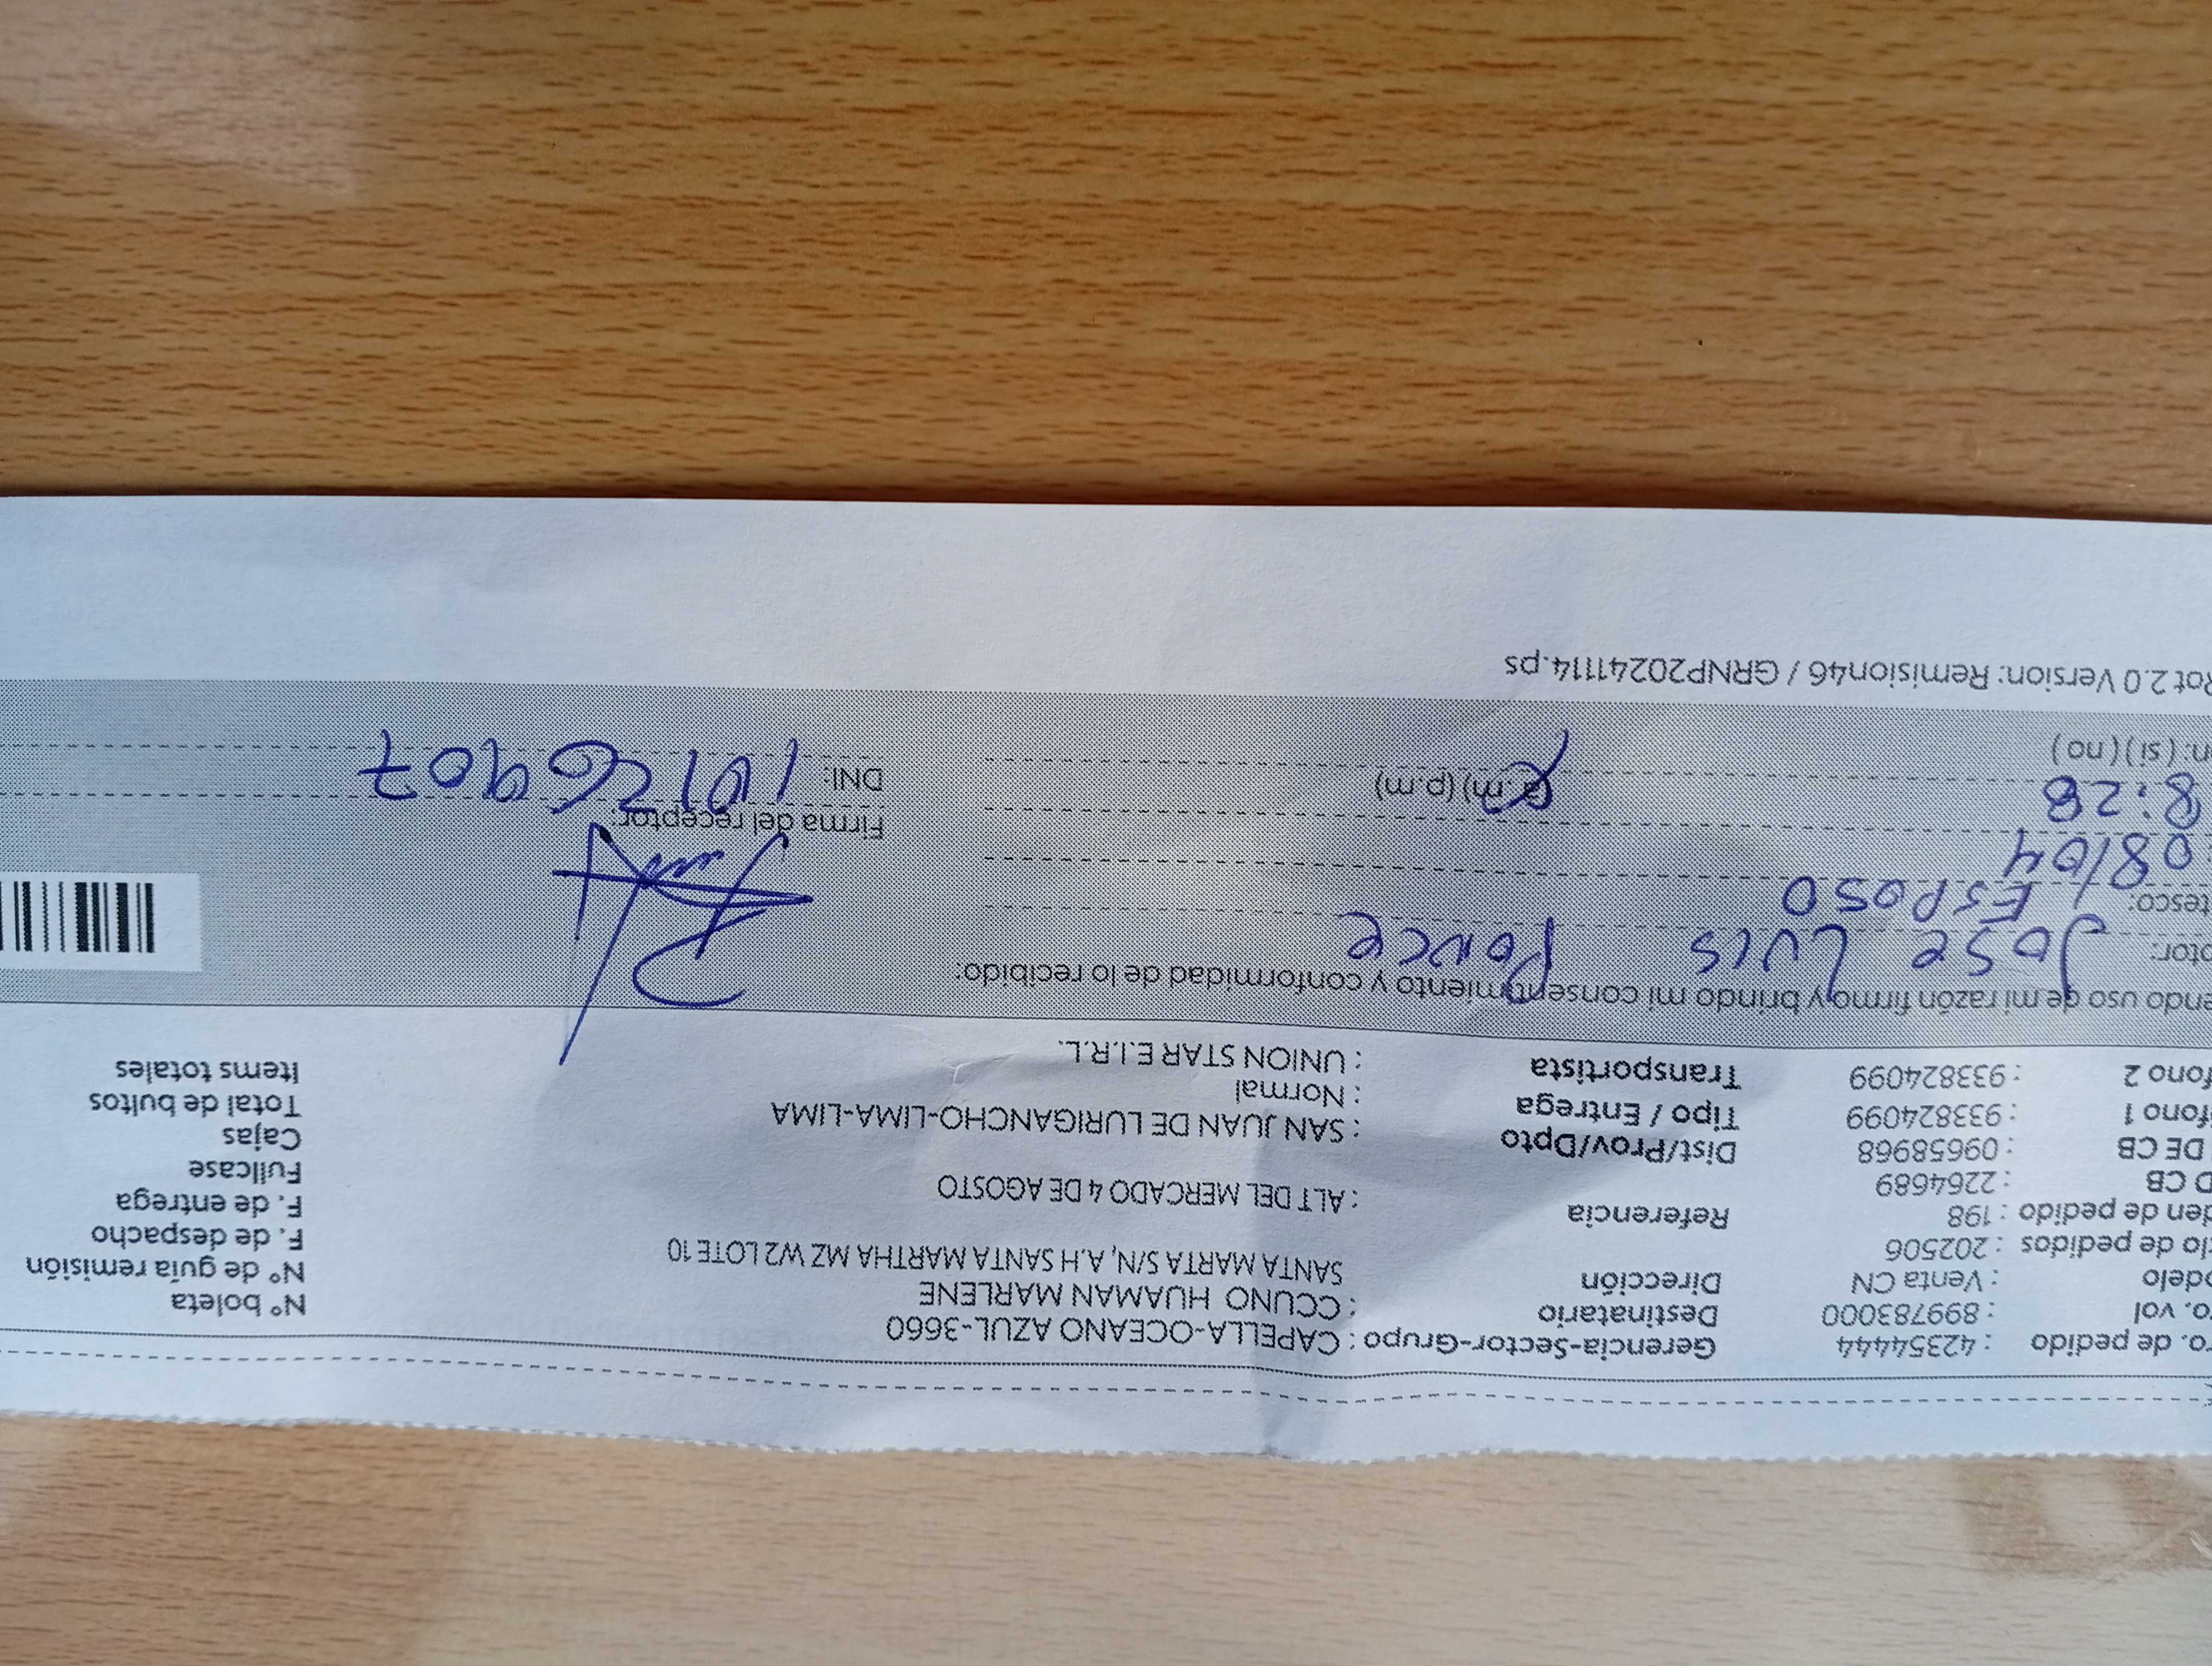 ro. de pedido : 42354444 Gerencia-Sector-Grupo : CAPELLA-OCEANO AZUL-3660
ro. vol : 899783000 Destinatario : CCUNO HUAMAN MARLENE Nº boleta
odelo : Venta CN Dirección SANTA MARTA S/N, A.H SANTA MARTHA MZ W2 LOTE 10 Nº de guía remisión
clo de pedidos : 202506 F. de despacho
den de pedido : 198 Referencia : ALT DEL MERCADO 4 DE AGOSTO F. de entrega
D CB : 2264689 Fullcase
DE CB : 09658968 Dist/Prov/Dpto : SAN JUAN DE LURIGANCHO-LIMA-LIMA Cajas
fono 1 : 933824099 Tipo / Entrega : Normal Total de bultos
fono 2 : 933824099 Transportista : UNION STAR E.I.R.L. Items totales
endo uso de mi razón firmo y brindo mi consentimiento y conformidad de lo recibido:
ptor: Jose Luis Ponce
tesco: Esposo
08/04 Firma del receptor:
8:28 (a.m) (p.m) DNI: 10126907
n: (si) (no)
Rot 2.0 Version: Remision46 / GRNP20241114.ps